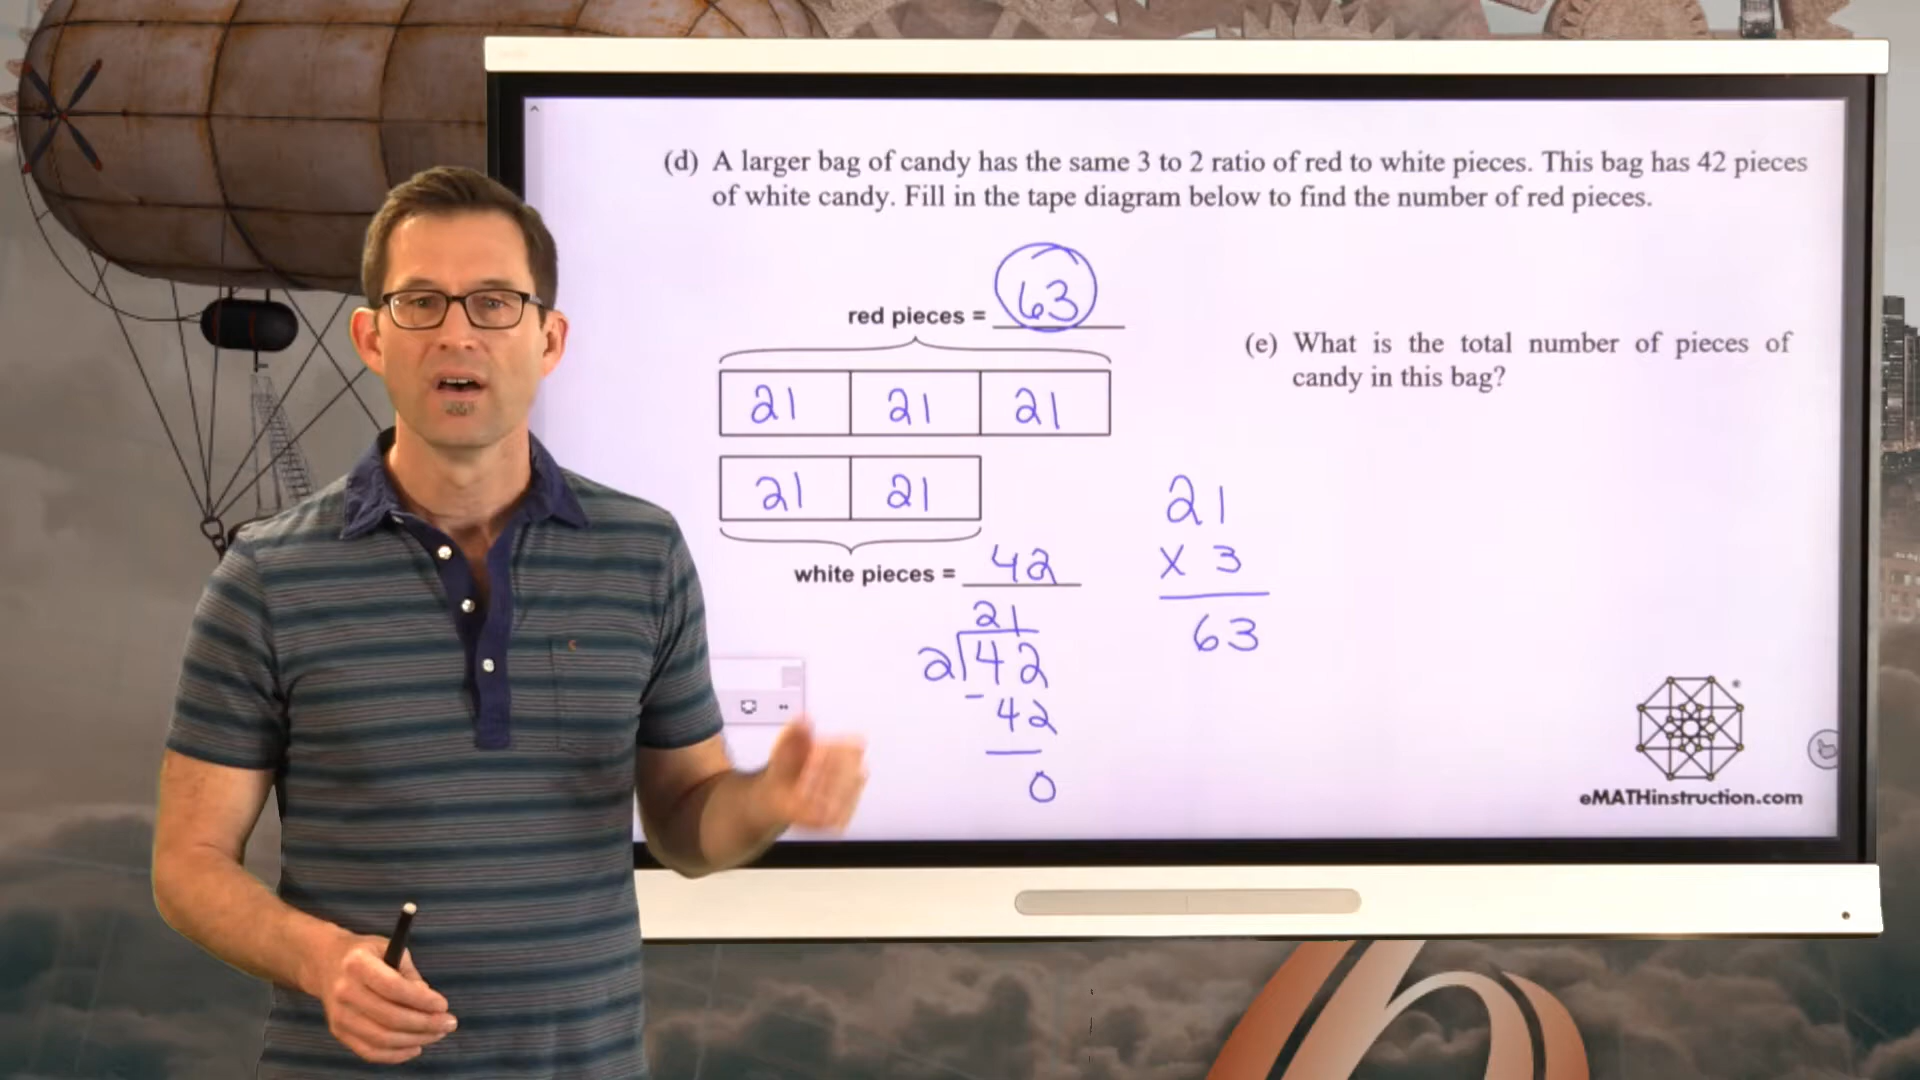 (d) A larger bag of candy has the same 3 to 2 ratio of red to white pieces. This bag has 42 pieces
of white candy. Fill in the tape diagram below to find the number of red pieces.
red pieces = 63
21 21 21
21 21
white pieces = 42
21
2 42
- 42
0
(e) What is the total number of pieces of
candy in this bag?
21
x 3
63
eMATHinstruction.com
6